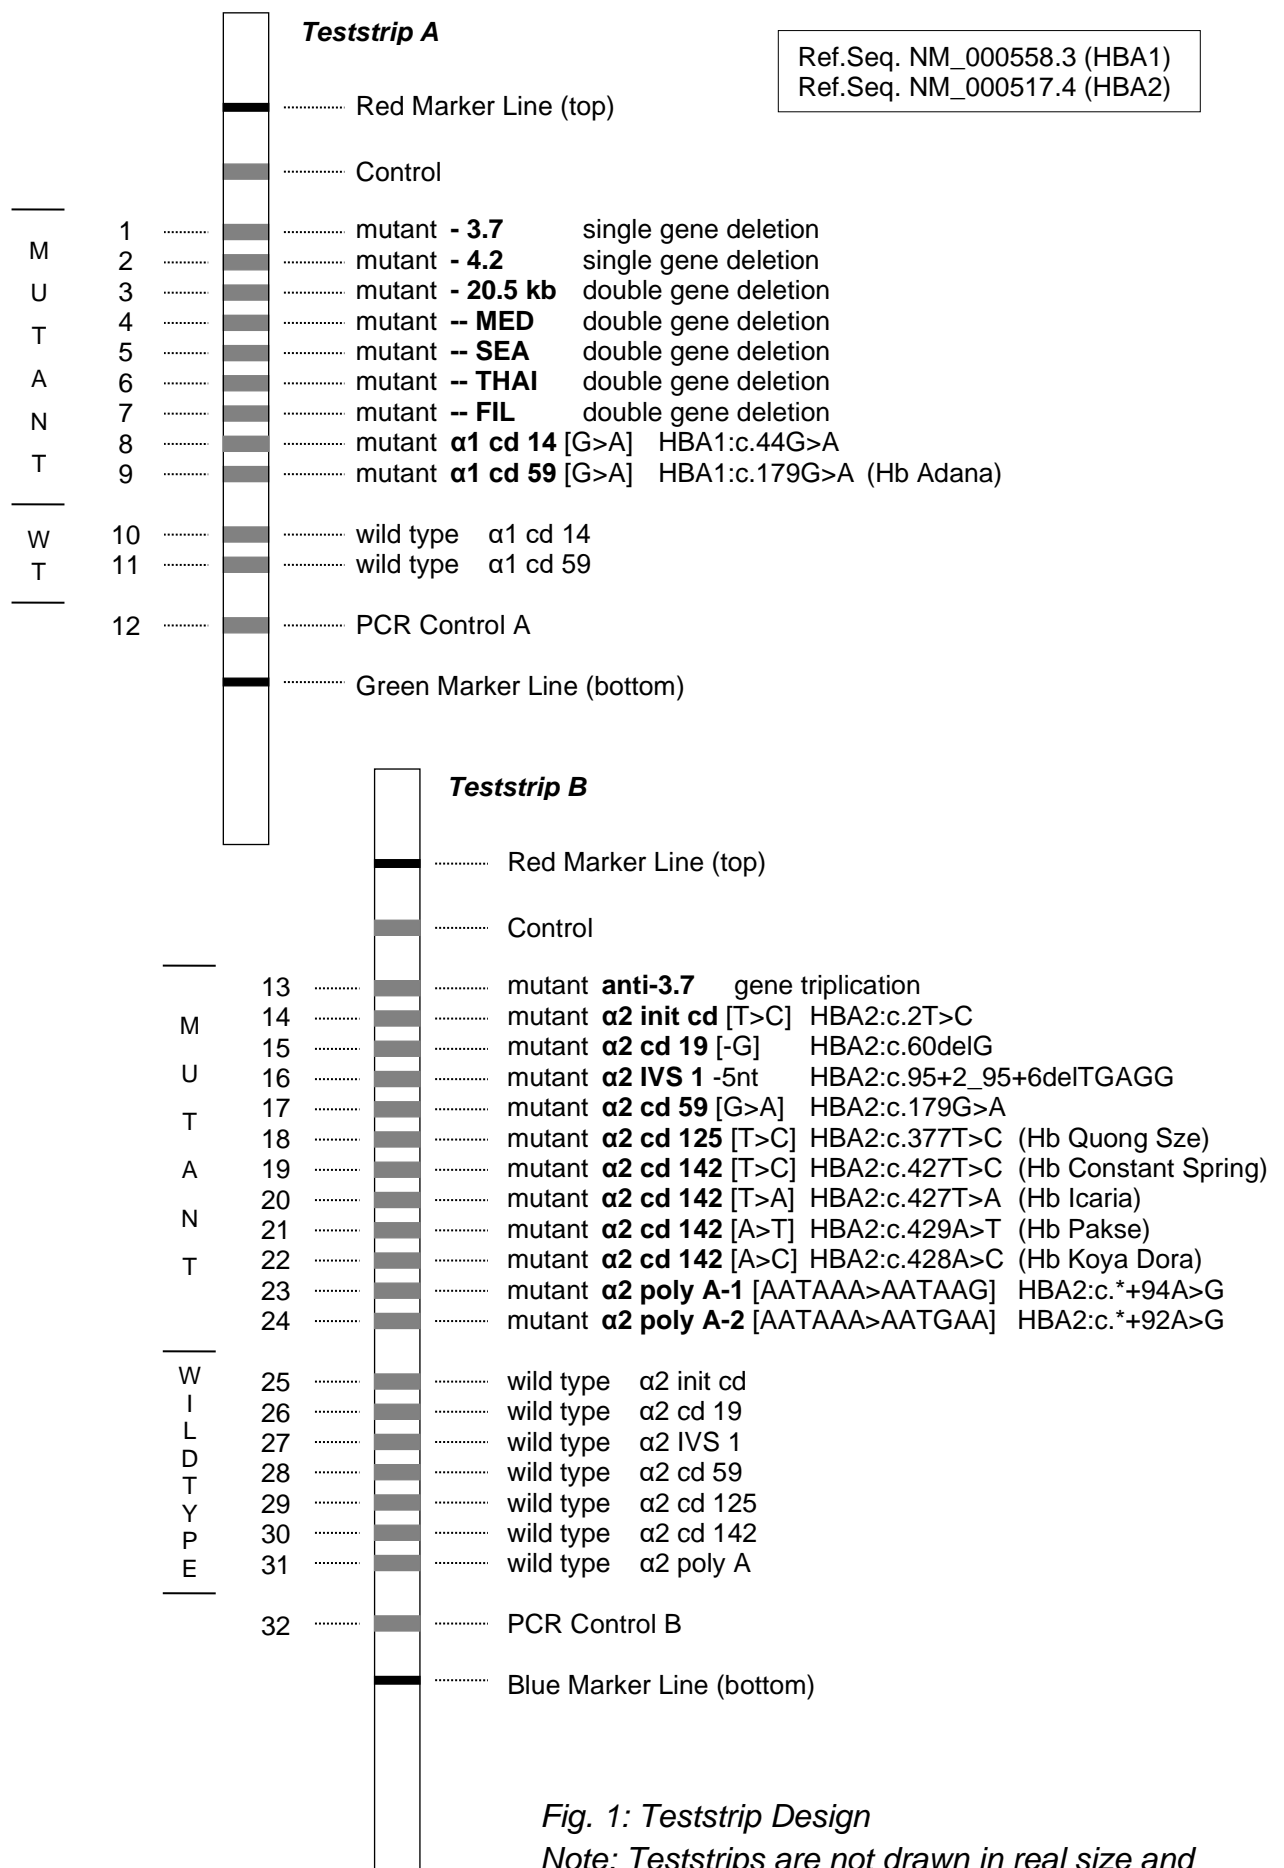 Teststrip A
Ref.Seq. NM_000558.3 (HBA1)
Ref.Seq. NM_000517.4 (HBA2)
Red Marker Line (top)
Control
MUTANT
1 mutant - 3.7 single gene deletion
2 mutant - 4.2 single gene deletion
3 mutant - 20.5 kb double gene deletion
4 mutant -- MED double gene deletion
5 mutant -- SEA double gene deletion
6 mutant -- THAI double gene deletion
7 mutant -- FIL double gene deletion
8 mutant α1 cd 14 [G>A] HBA1:c.44G>A
9 mutant α1 cd 59 [G>A] HBA1:c.179G>A (Hb Adana)
WT
10 wild type α1 cd 14
11 wild type α1 cd 59
12 PCR Control A
Green Marker Line (bottom)
Teststrip B
Red Marker Line (top)
Control
MUTANT
13 mutant anti-3.7 gene triplication
14 mutant α2 init cd [T>C] HBA2:c.2T>C
15 mutant α2 cd 19 [-G] HBA2:c.60delG
16 mutant α2 IVS 1 -5nt HBA2:c.95+2_95+6delTGAGG
17 mutant α2 cd 59 [G>A] HBA2:c.179G>A
18 mutant α2 cd 125 [T>C] HBA2:c.377T>C (Hb Quong Sze)
19 mutant α2 cd 142 [T>C] HBA2:c.427T>C (Hb Constant Spring)
20 mutant α2 cd 142 [T>A] HBA2:c.427T>A (Hb Icaria)
21 mutant α2 cd 142 [A>T] HBA2:c.429A>T (Hb Pakse)
22 mutant α2 cd 142 [A>C] HBA2:c.428A>C (Hb Koya Dora)
23 mutant α2 poly A-1 [AATAAA>AATAAG] HBA2:c.*+94A>G
24 mutant α2 poly A-2 [AATAAA>AATGAA] HBA2:c.*+92A>G
WILDTYPE
25 wild type α2 init cd
26 wild type α2 cd 19
27 wild type α2 IVS 1
28 wild type α2 cd 59
29 wild type α2 cd 125
30 wild type α2 cd 142
31 wild type α2 poly A
32 PCR Control B
Blue Marker Line (bottom)
Fig. 1: Teststrip Design
Note: Teststrips are not drawn in real size and